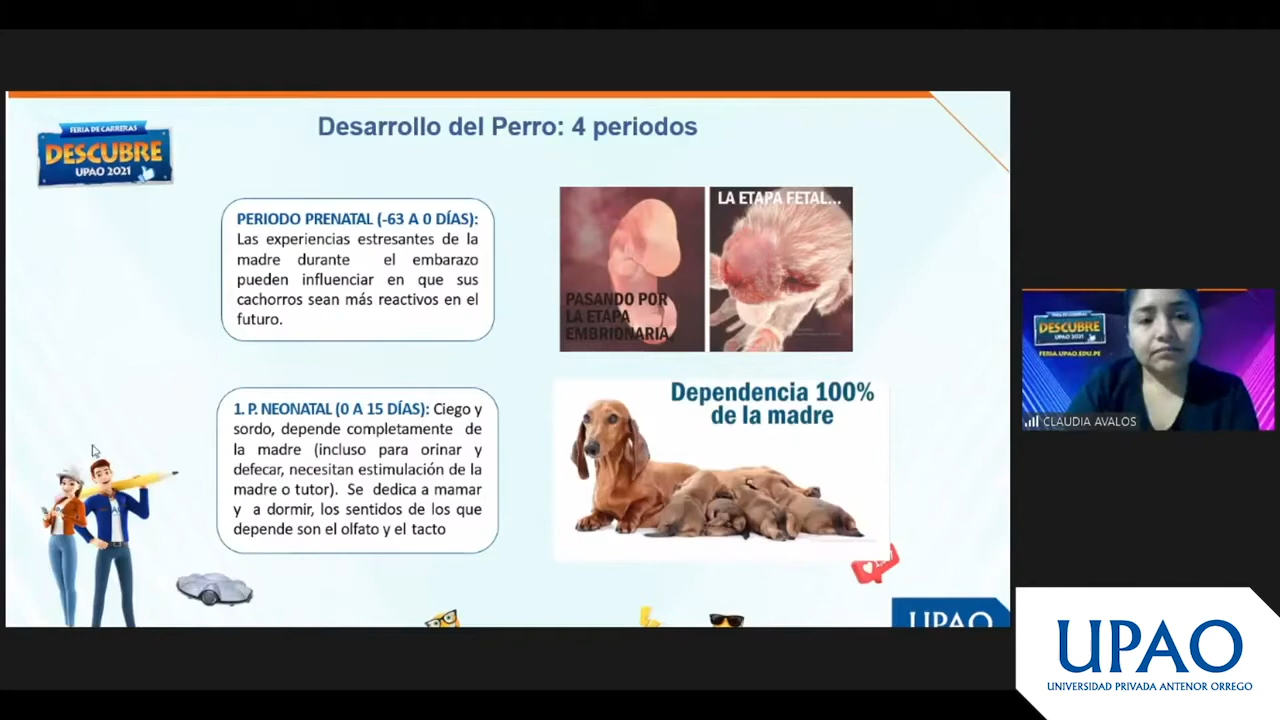 FERIA DE CARRERAS
DESCUBRE
UPAO 2021
Desarrollo del Perro: 4 periodos
PERIODO PRENATAL (-63 A 0 DÍAS):
Las experiencias estresantes de la
madre durante el embarazo
pueden influenciar en que sus
cachorros sean más reactivos en el
futuro.
PASANDO POR
LA ETAPA
EMBRIONARIA,
LA ETAPA FETAL...
1. P. NEONATAL (0 A 15 DÍAS): Ciego y
sordo, depende completamente de
la madre (incluso para orinar y
defecar, necesitan estimulación de la
madre o tutor). Se dedica a mamar
y a dormir, los sentidos de los que
depende son el olfato y el tacto
Dependencia 100%
de la madre
UPAO
FERIA DE CARRERAS
DESCUBRE
UPAO 2021
FERIA.UPAO.EDU.PE
CLAUDIA AVALOS
UPAO
UNIVERSIDAD PRIVADA ANTENOR ORREGO